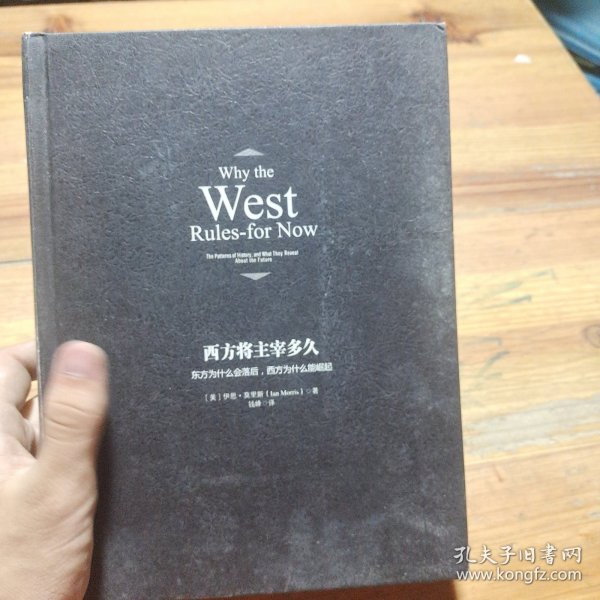 Why the
West
Rules-for Now
The Patterns of History, and What They Reveal
About the Future
西方将主宰多久
东方为什么会落后，西方为什么能崛起
［美］伊恩·莫里斯（Ian Morris）◇著
钱峰◇译
孔夫子旧书网
www.kongfz.com